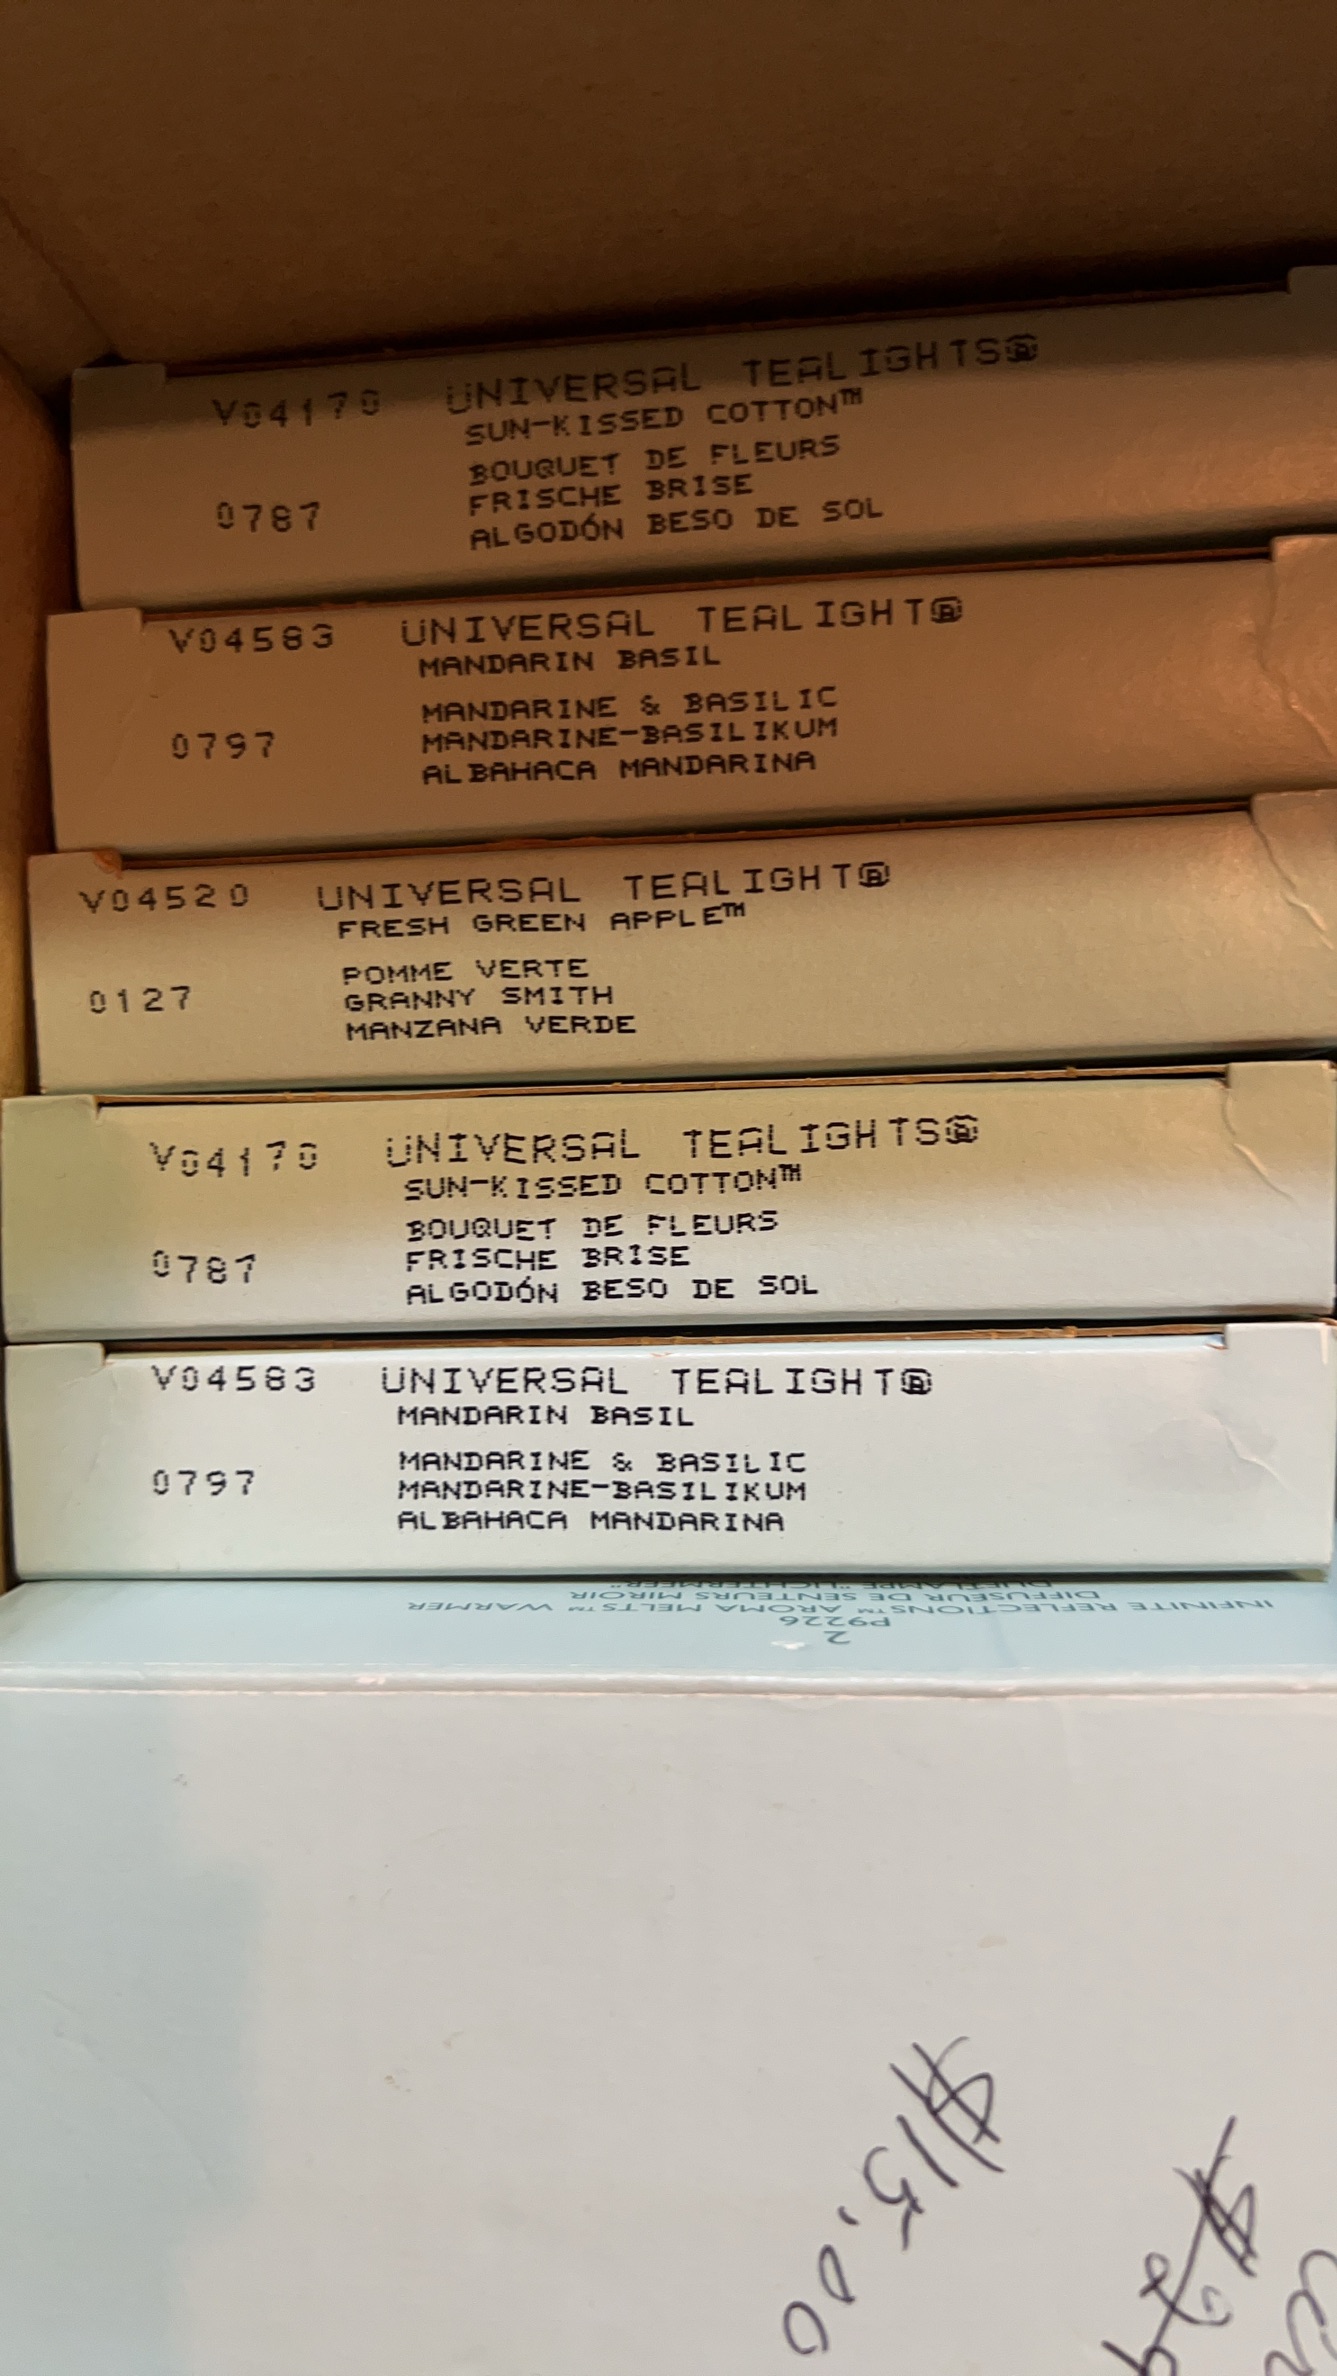 V04170 UNIVERSAL TEALIGHTS®
SUN-KISSED COTTON™
BOUQUET DE FLEURS
0787 FRISCHE BRISE
ALGODÓN BESO DE SOL
V04583 UNIVERSAL TEALIGHT®
MANDARIN BASIL
MANDARINE & BASILIC
0797 MANDARINE-BASILIKUM
ALBAHACA MANDARINA
V04520 UNIVERSAL TEALIGHT®
FRESH GREEN APPLE™
POMME VERTE
0127 GRANNY SMITH
MANZANA VERDE
V04170 UNIVERSAL TEALIGHTS®
SUN-KISSED COTTON™
BOUQUET DE FLEURS
0787 FRISCHE BRISE
ALGODÓN BESO DE SOL
V04583 UNIVERSAL TEALIGHT®
MANDARIN BASIL
MANDARINE & BASILIC
0797 MANDARINE-BASILIKUM
ALBAHACA MANDARINA
2
P9226
INFINITE REFLECTIONS™ AROMA MELTS™ WARMER
DIFFUSEUR DE SENTEURS MIROIR
DUFTLAMPE "LICHTERMEER"
$15.00